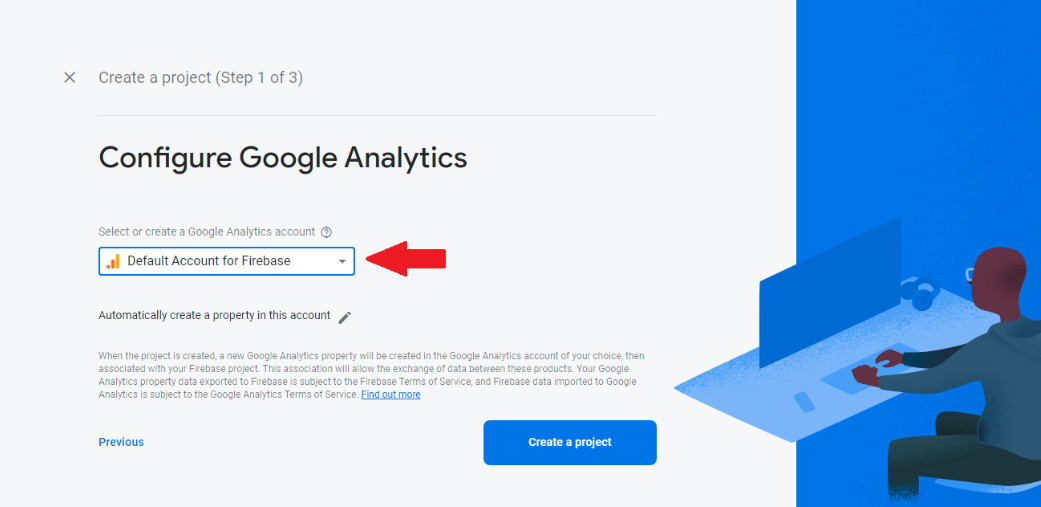 Create a project (Step 1 of 3)
Configure Google Analytics
Select or create a Google Analytics account
Default Account for Firebase
Automatically create a property in this account
When the project is created, a new Google Analytics property will be created in the Google Analytics account of your choice, then
associated with your Firebase project. This association will allow the exchange of data between these products. Your Google
Analytics property data exported to Firebase is subject to the Firebase Terms of Service, and Firebase data imported to Google
Analytics is subject to the Google Analytics Terms of Service. Find out more
Previous
Create a project